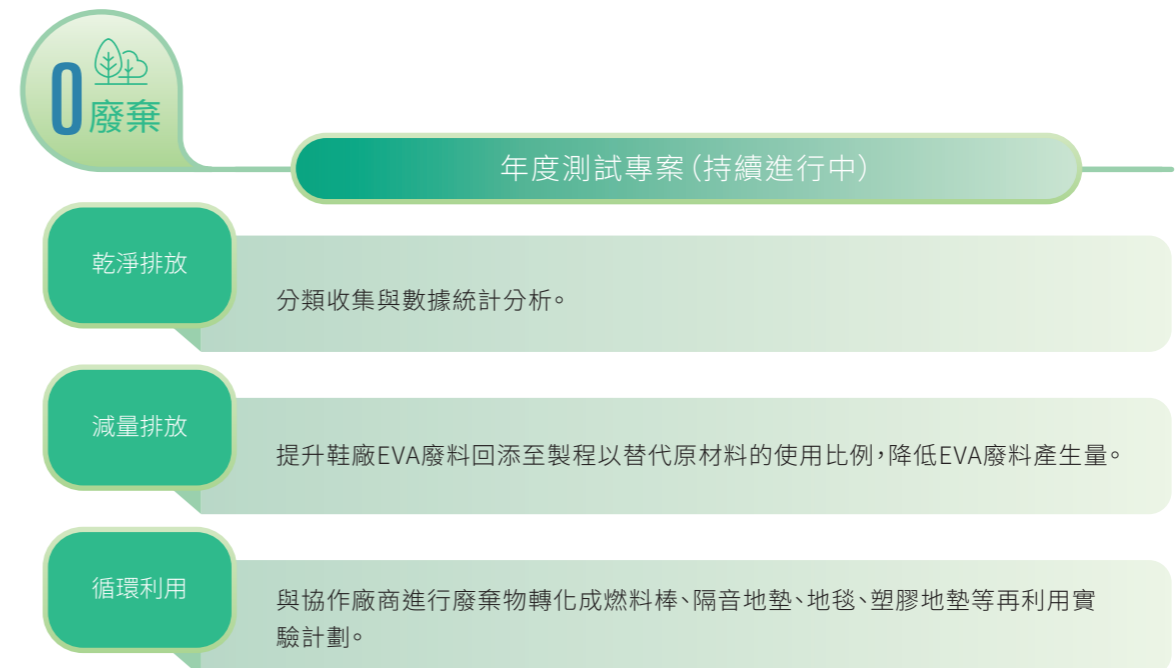 0廢棄
年度測試專案(持續進行中)
乾淨排放
分類收集與數據統計分析。
減量排放
提升鞋廠EVA廢料回添至製程以替代原材料的使用比例,降低EVA廢料產生量。
循環利用
與協作廠商進行廢棄物轉化成燃料棒、隔音地墊、地毯、塑膠地墊等再利用實
驗計劃。